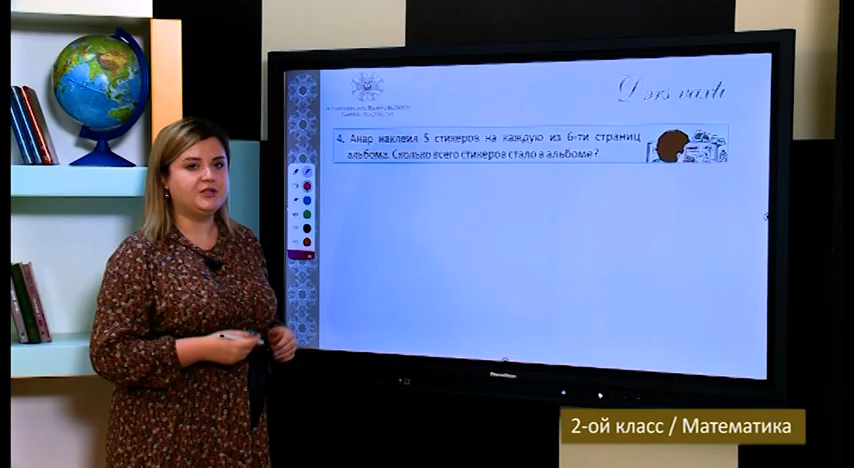 Dərs vaxtı
4. Анар наклеил 5 стикеров на каждую из 6-ти страниц
альбома. Сколько всего стикеров стало в альбоме?
2-ой класс / Математика